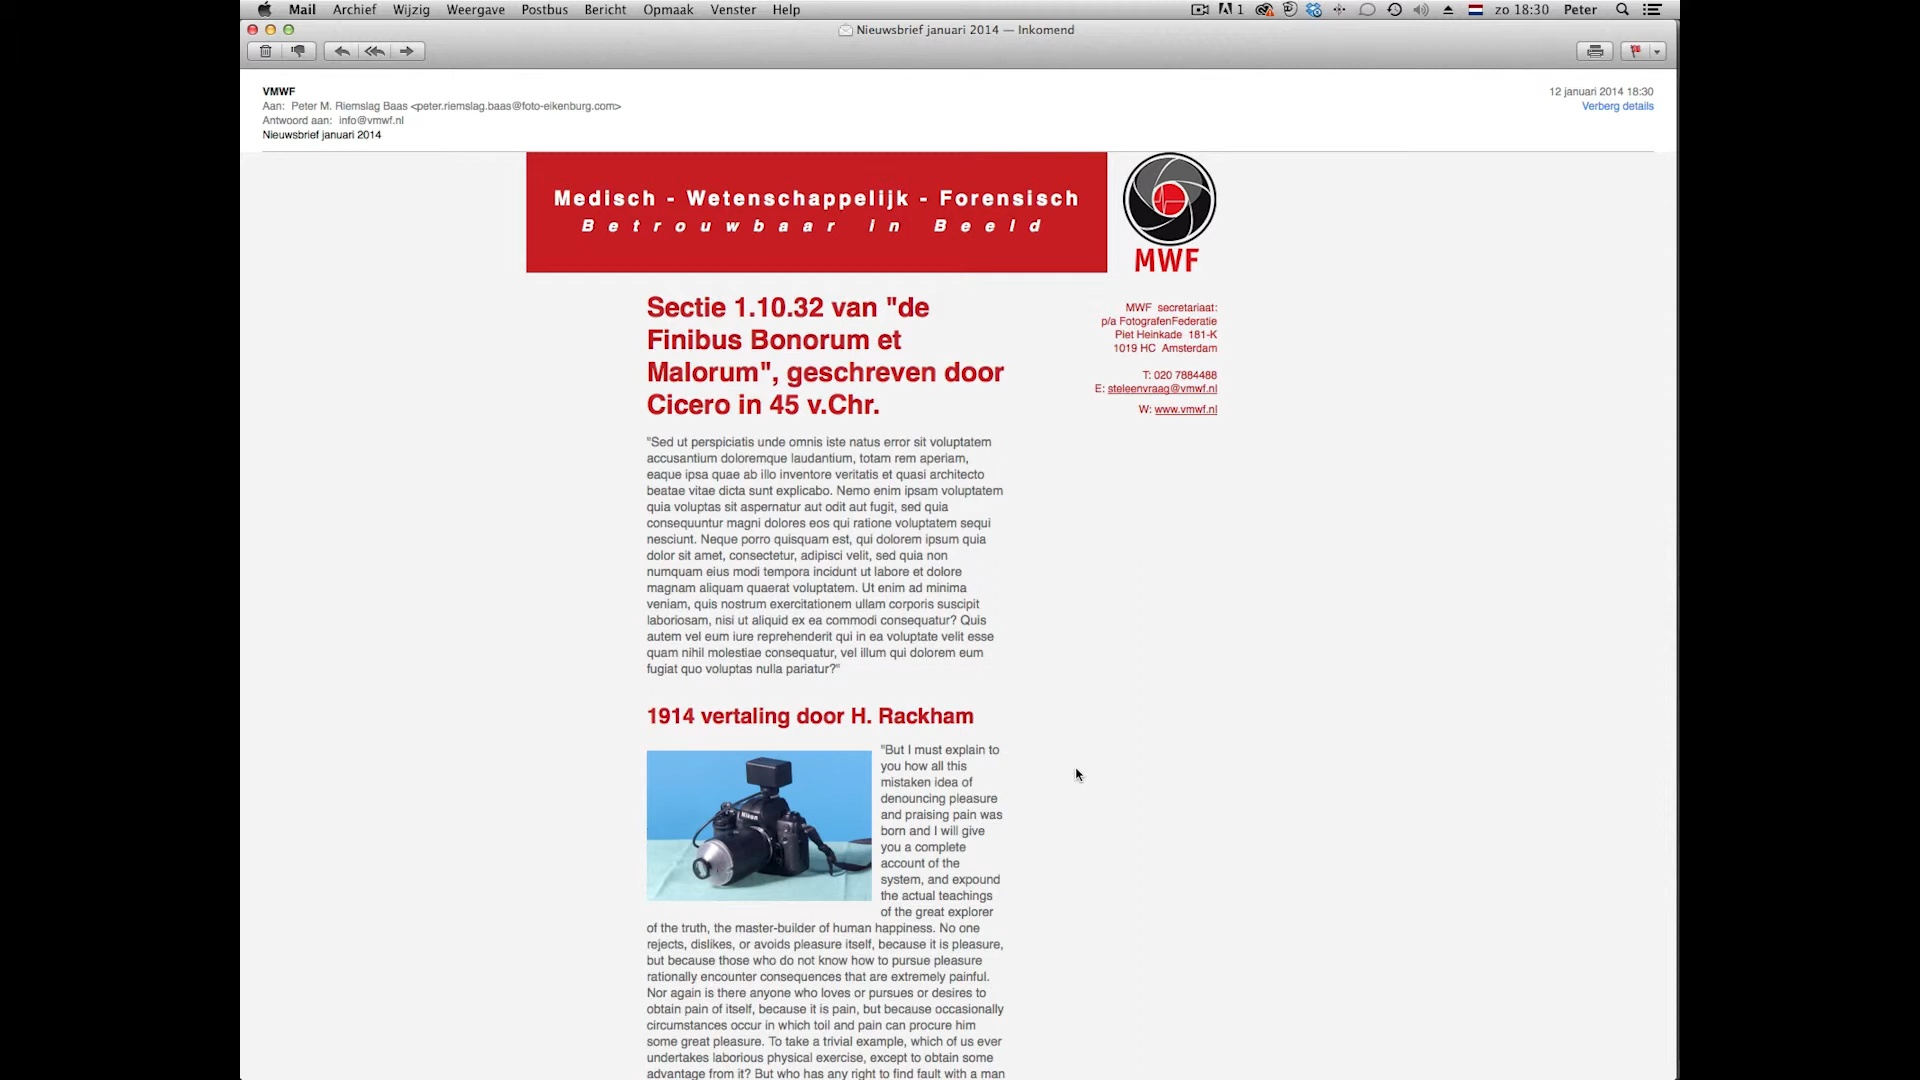 Mail Archief Wijzig Weergave Postbus Bericht Opmaak Venster Help 1 zo 18:30 Peter
Nieuwsbrief januari 2014 — Inkomend
VMWF 12 januari 2014 18:30
Aan: Peter M. Riemslag Baas <peter.riemslag.baas@foto-eikenburg.com> Verberg details
Antwoord aan: info@vmwf.nl
Nieuwsbrief januari 2014
Medisch - Wetenschappelijk - Forensisch
Betrouwbaar in Beeld
MWF
Sectie 1.10.32 van "de
Finibus Bonorum et
Malorum", geschreven door
Cicero in 45 v.Chr.
MWF secretariaat:
p/a FotografenFederatie
Piet Heinkade 181-K
1019 HC Amsterdam
T: 020 7884488
E: steleenvraag@vmwf.nl
W: www.vmwf.nl
"Sed ut perspiciatis unde omnis iste natus error sit voluptatem
accusantium doloremque laudantium, totam rem aperiam,
eaque ipsa quae ab illo inventore veritatis et quasi architecto
beatae vitae dicta sunt explicabo. Nemo enim ipsam voluptatem
quia voluptas sit aspernatur aut odit aut fugit, sed quia
consequuntur magni dolores eos qui ratione voluptatem sequi
nesciunt. Neque porro quisquam est, qui dolorem ipsum quia
dolor sit amet, consectetur, adipisci velit, sed quia non
numquam eius modi tempora incidunt ut labore et dolore
magnam aliquam quaerat voluptatem. Ut enim ad minima
veniam, quis nostrum exercitationem ullam corporis suscipit
laboriosam, nisi ut aliquid ex ea commodi consequatur? Quis
autem vel eum iure reprehenderit qui in ea voluptate velit esse
quam nihil molestiae consequatur, vel illum qui dolorem eum
fugiat quo voluptas nulla pariatur?"
1914 vertaling door H. Rackham
Nikon
"But I must explain to
you how all this
mistaken idea of
denouncing pleasure
and praising pain was
born and I will give
you a complete
account of the
system, and expound
the actual teachings
of the great explorer
of the truth, the master-builder of human happiness. No one
rejects, dislikes, or avoids pleasure itself, because it is pleasure,
but because those who do not know how to pursue pleasure
rationally encounter consequences that are extremely painful.
Nor again is there anyone who loves or pursues or desires to
obtain pain of itself, because it is pain, but because occasionally
circumstances occur in which toil and pain can procure him
some great pleasure. To take a trivial example, which of us ever
undertakes laborious physical exercise, except to obtain some
advantage from it? But who has any right to find fault with a man